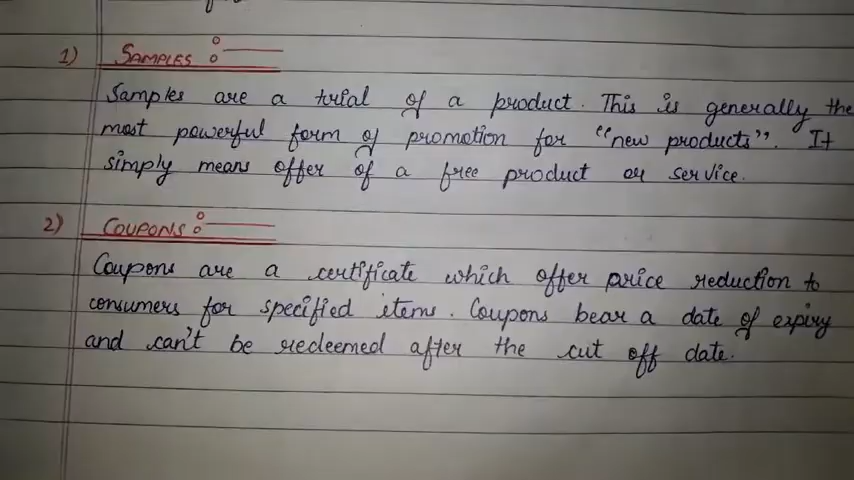 1) SAMPLES :-
Samples are a trial of a product. This is generally the
most powerful form of promotion for "new products". It
simply means offer of a free product or service.
2) COUPONS :-
Coupons are a certificate which offer price reduction to
consumers for specified items. Coupons bear a date of expiry
and can't be redeemed after the cut off date.